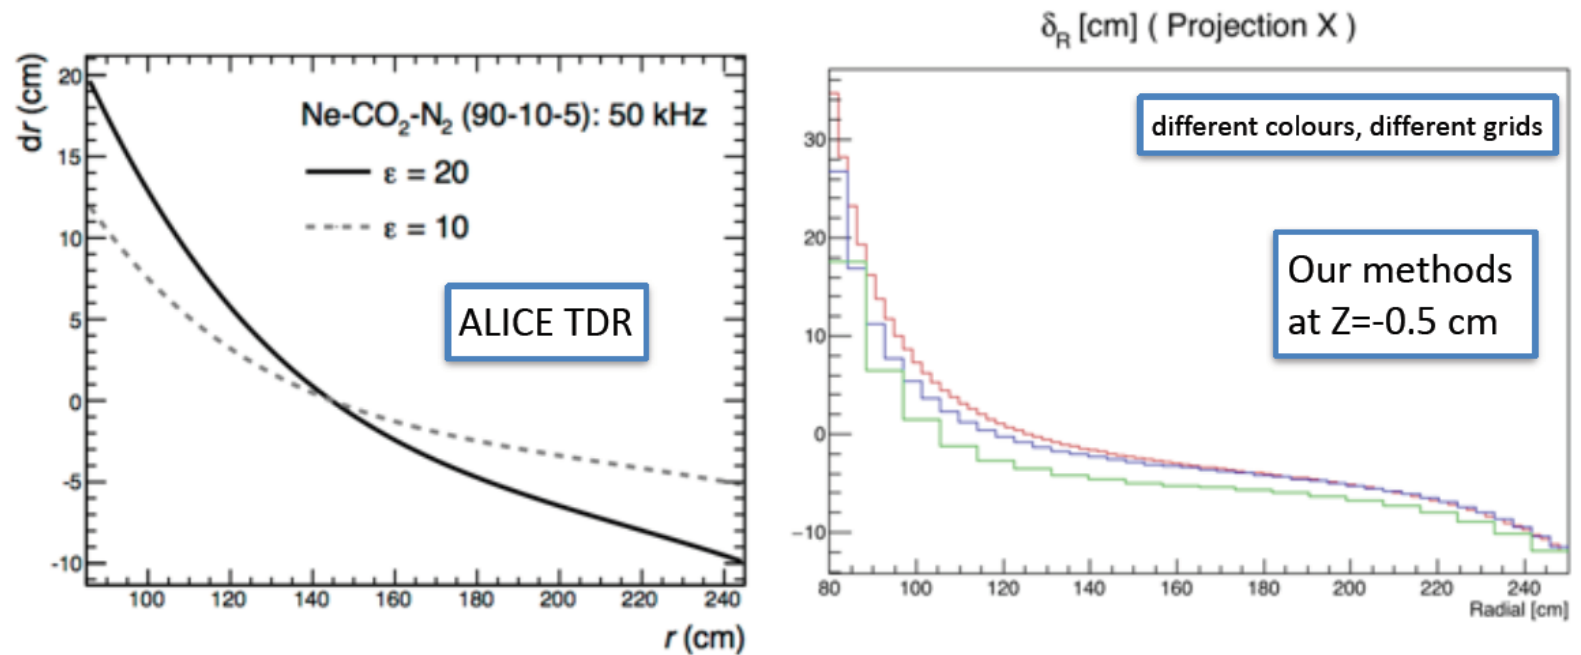 dr (cm)
20
15
10
5
0
-5
-10
Ne-CO₂-N₂ (90-10-5): 50 kHz
ε = 20
ε = 10
ALICE TDR
100 120 140 160 180 200 220 240
r (cm)
δ_R [cm] ( Projection X )
30
20
10
0
−10
different colours, different grids
Our methods
at Z=-0.5 cm
80 100 120 140 160 180 200 220 240
Radial [cm]